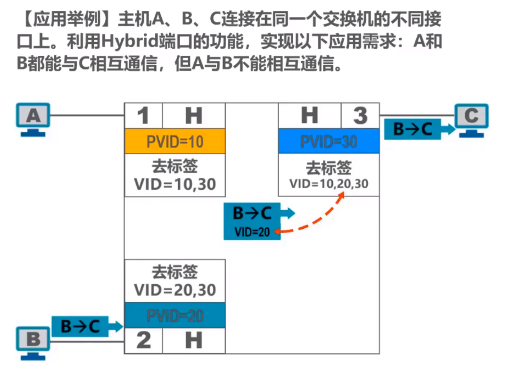 【应用举例】主机A、B、C连接在同一个交换机的不同接
口上。利用Hybrid端口的功能，实现以下应用需求：A和
B都能与C相互通信，但A与B不能相互通信。
A
1 H
PVID=10
去标签
VID=10,30
H 3
PVID=30
去标签
VID=10,20,30
B→C
C
B→C
VID=20
去标签
VID=20,30
PVID=20
2 H
B→C
B